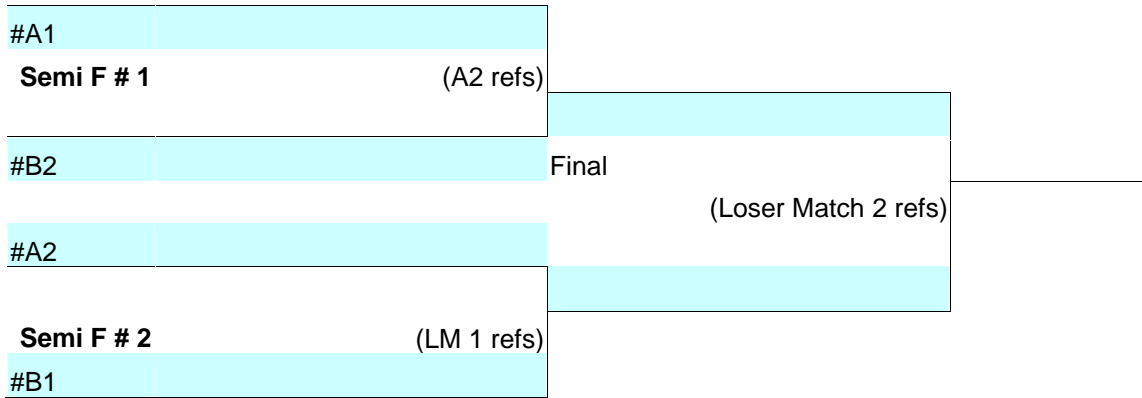 #A1
Semi F # 1 (A2 refs)
#B2 Final
(Loser Match 2 refs)
#A2
Semi F # 2 (LM 1 refs)
#B1